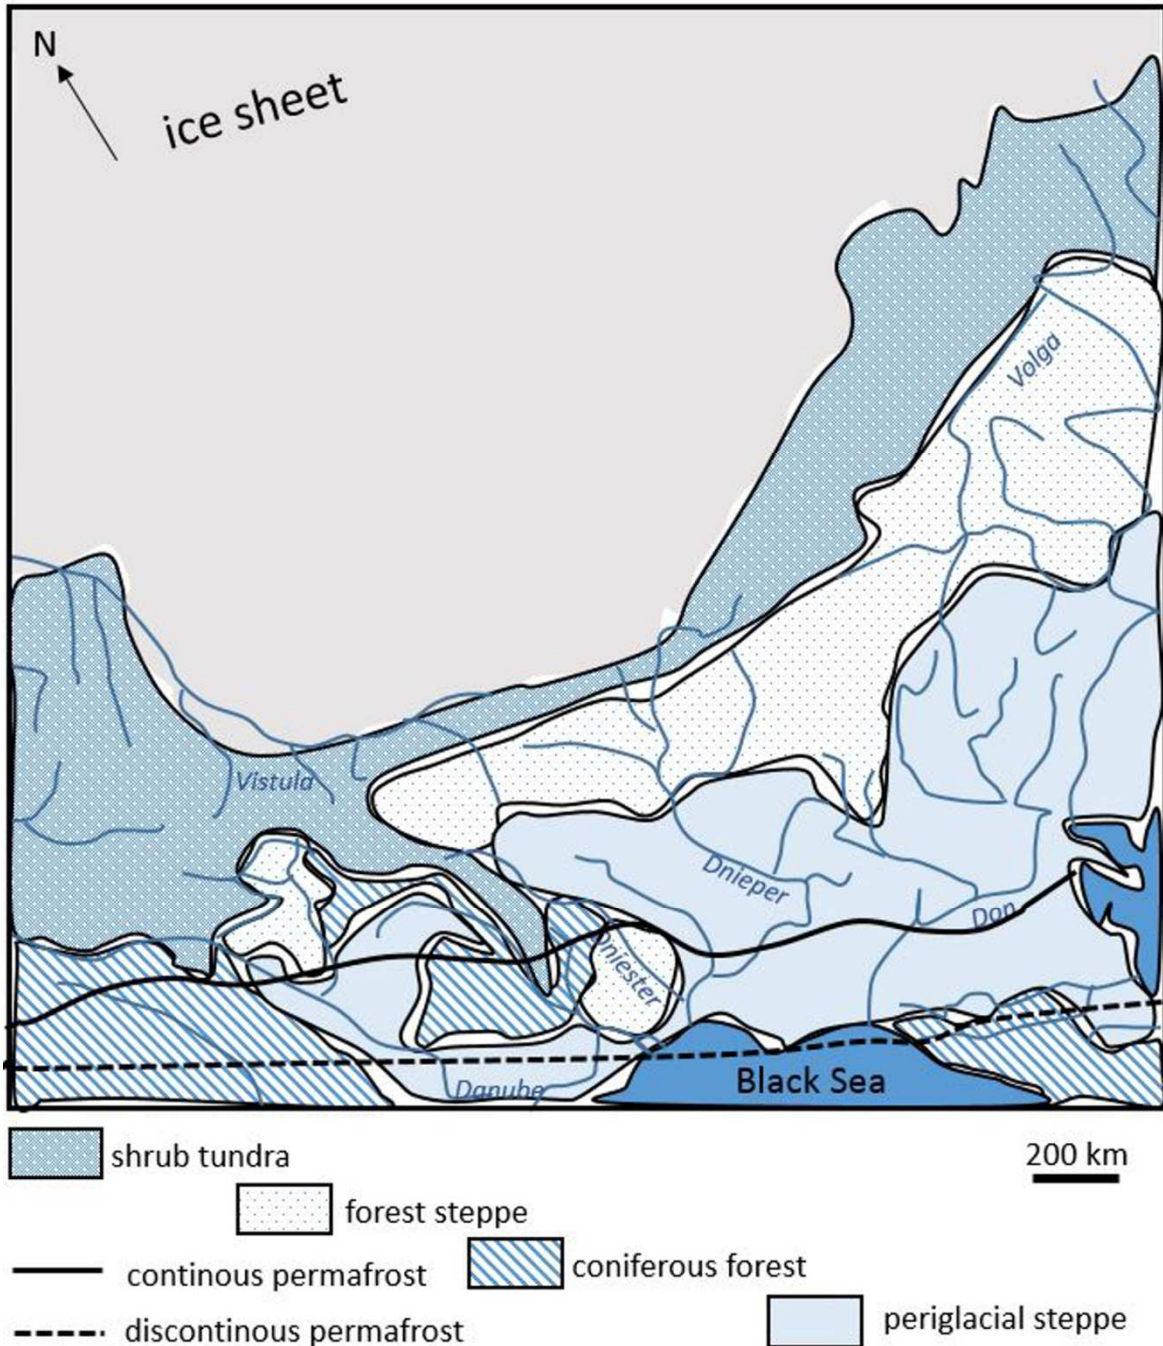 N
ice sheet
Volga
Vistula
Dnieper
Don
Dniester
Danube
Black Sea
shrub tundra
200 km
forest steppe
continous permafrost
coniferous forest
discontinous permafrost
periglacial steppe